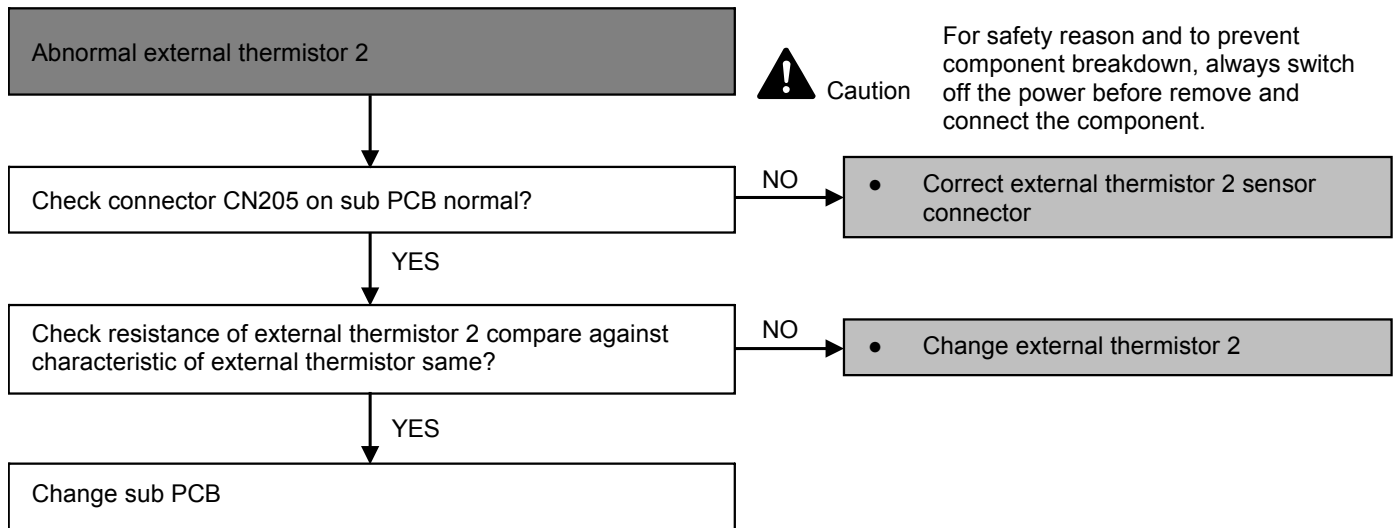 Abnormal external thermistor 2
Caution
For safety reason and to prevent
component breakdown, always switch
off the power before remove and
connect the component.
Check connector CN205 on sub PCB normal?
NO
● Correct external thermistor 2 sensor
connector
YES
Check resistance of external thermistor 2 compare against
characteristic of external thermistor same?
NO
● Change external thermistor 2
YES
Change sub PCB